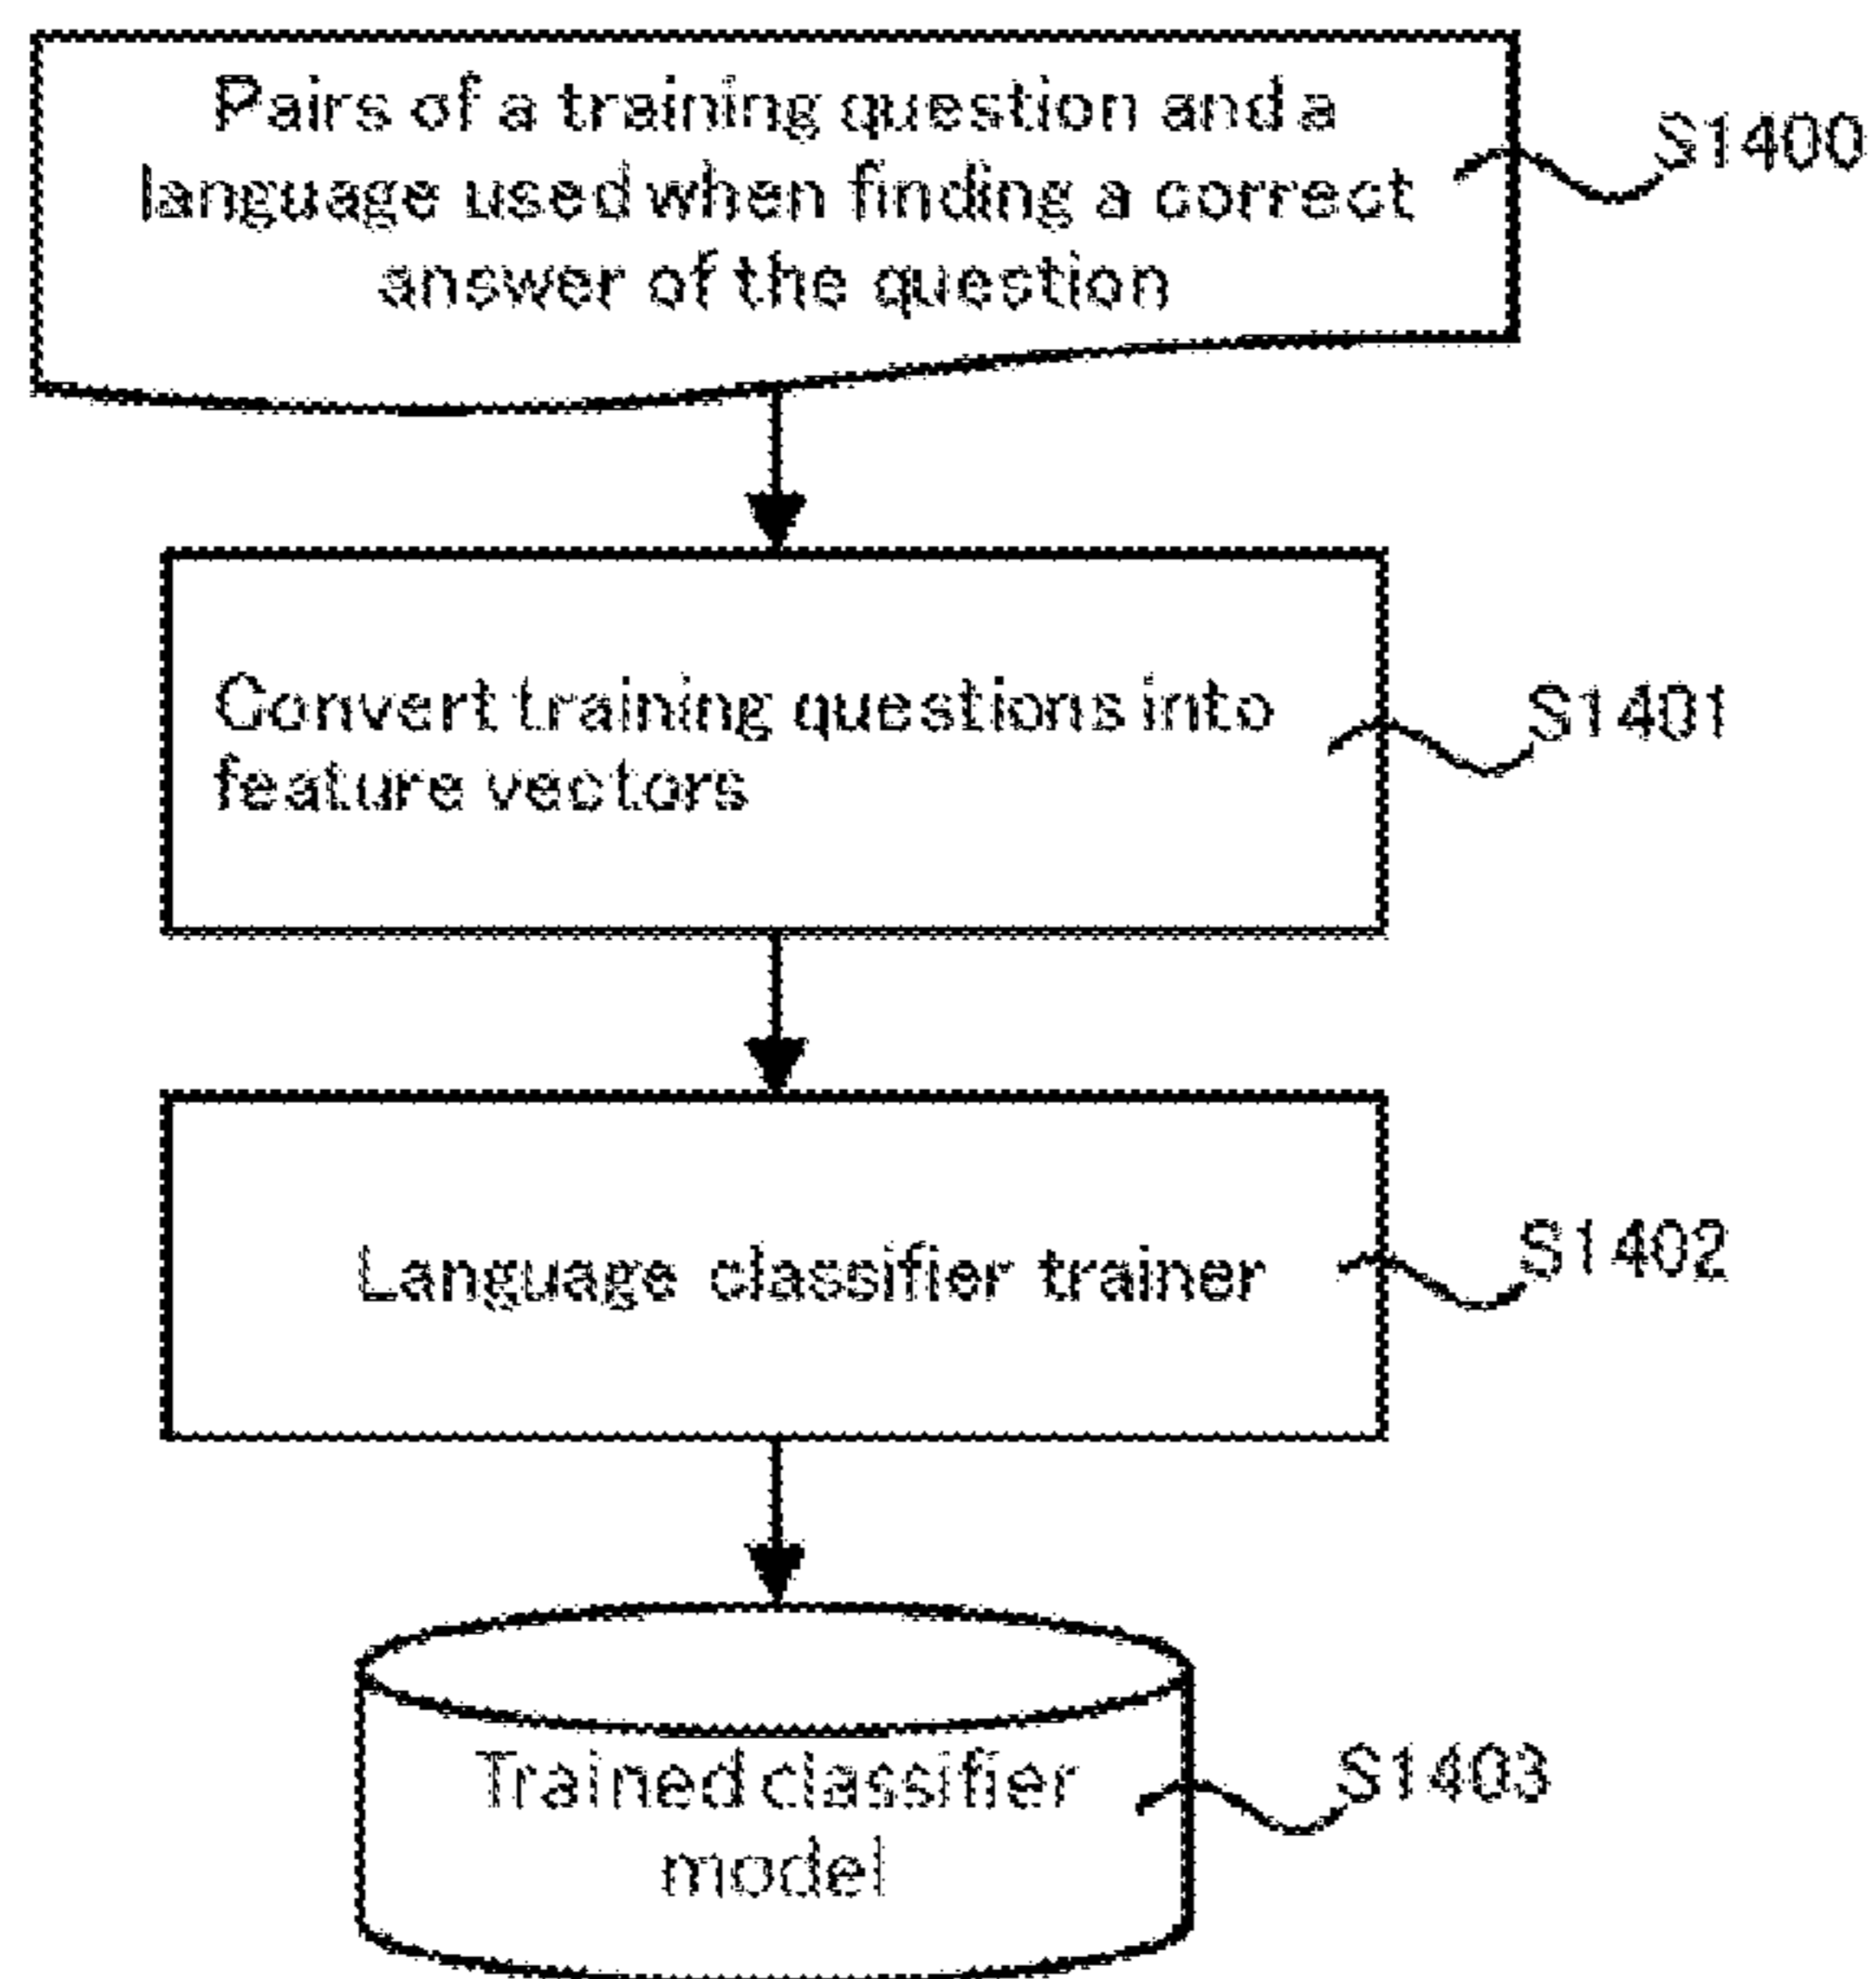 Pairs of a training question and a
S1400
language used when finding a correct
answer of the question
Convert training questions into
S1401
feature vectors
Language classifier trainer
S1402
Trained classifier
S1403
model